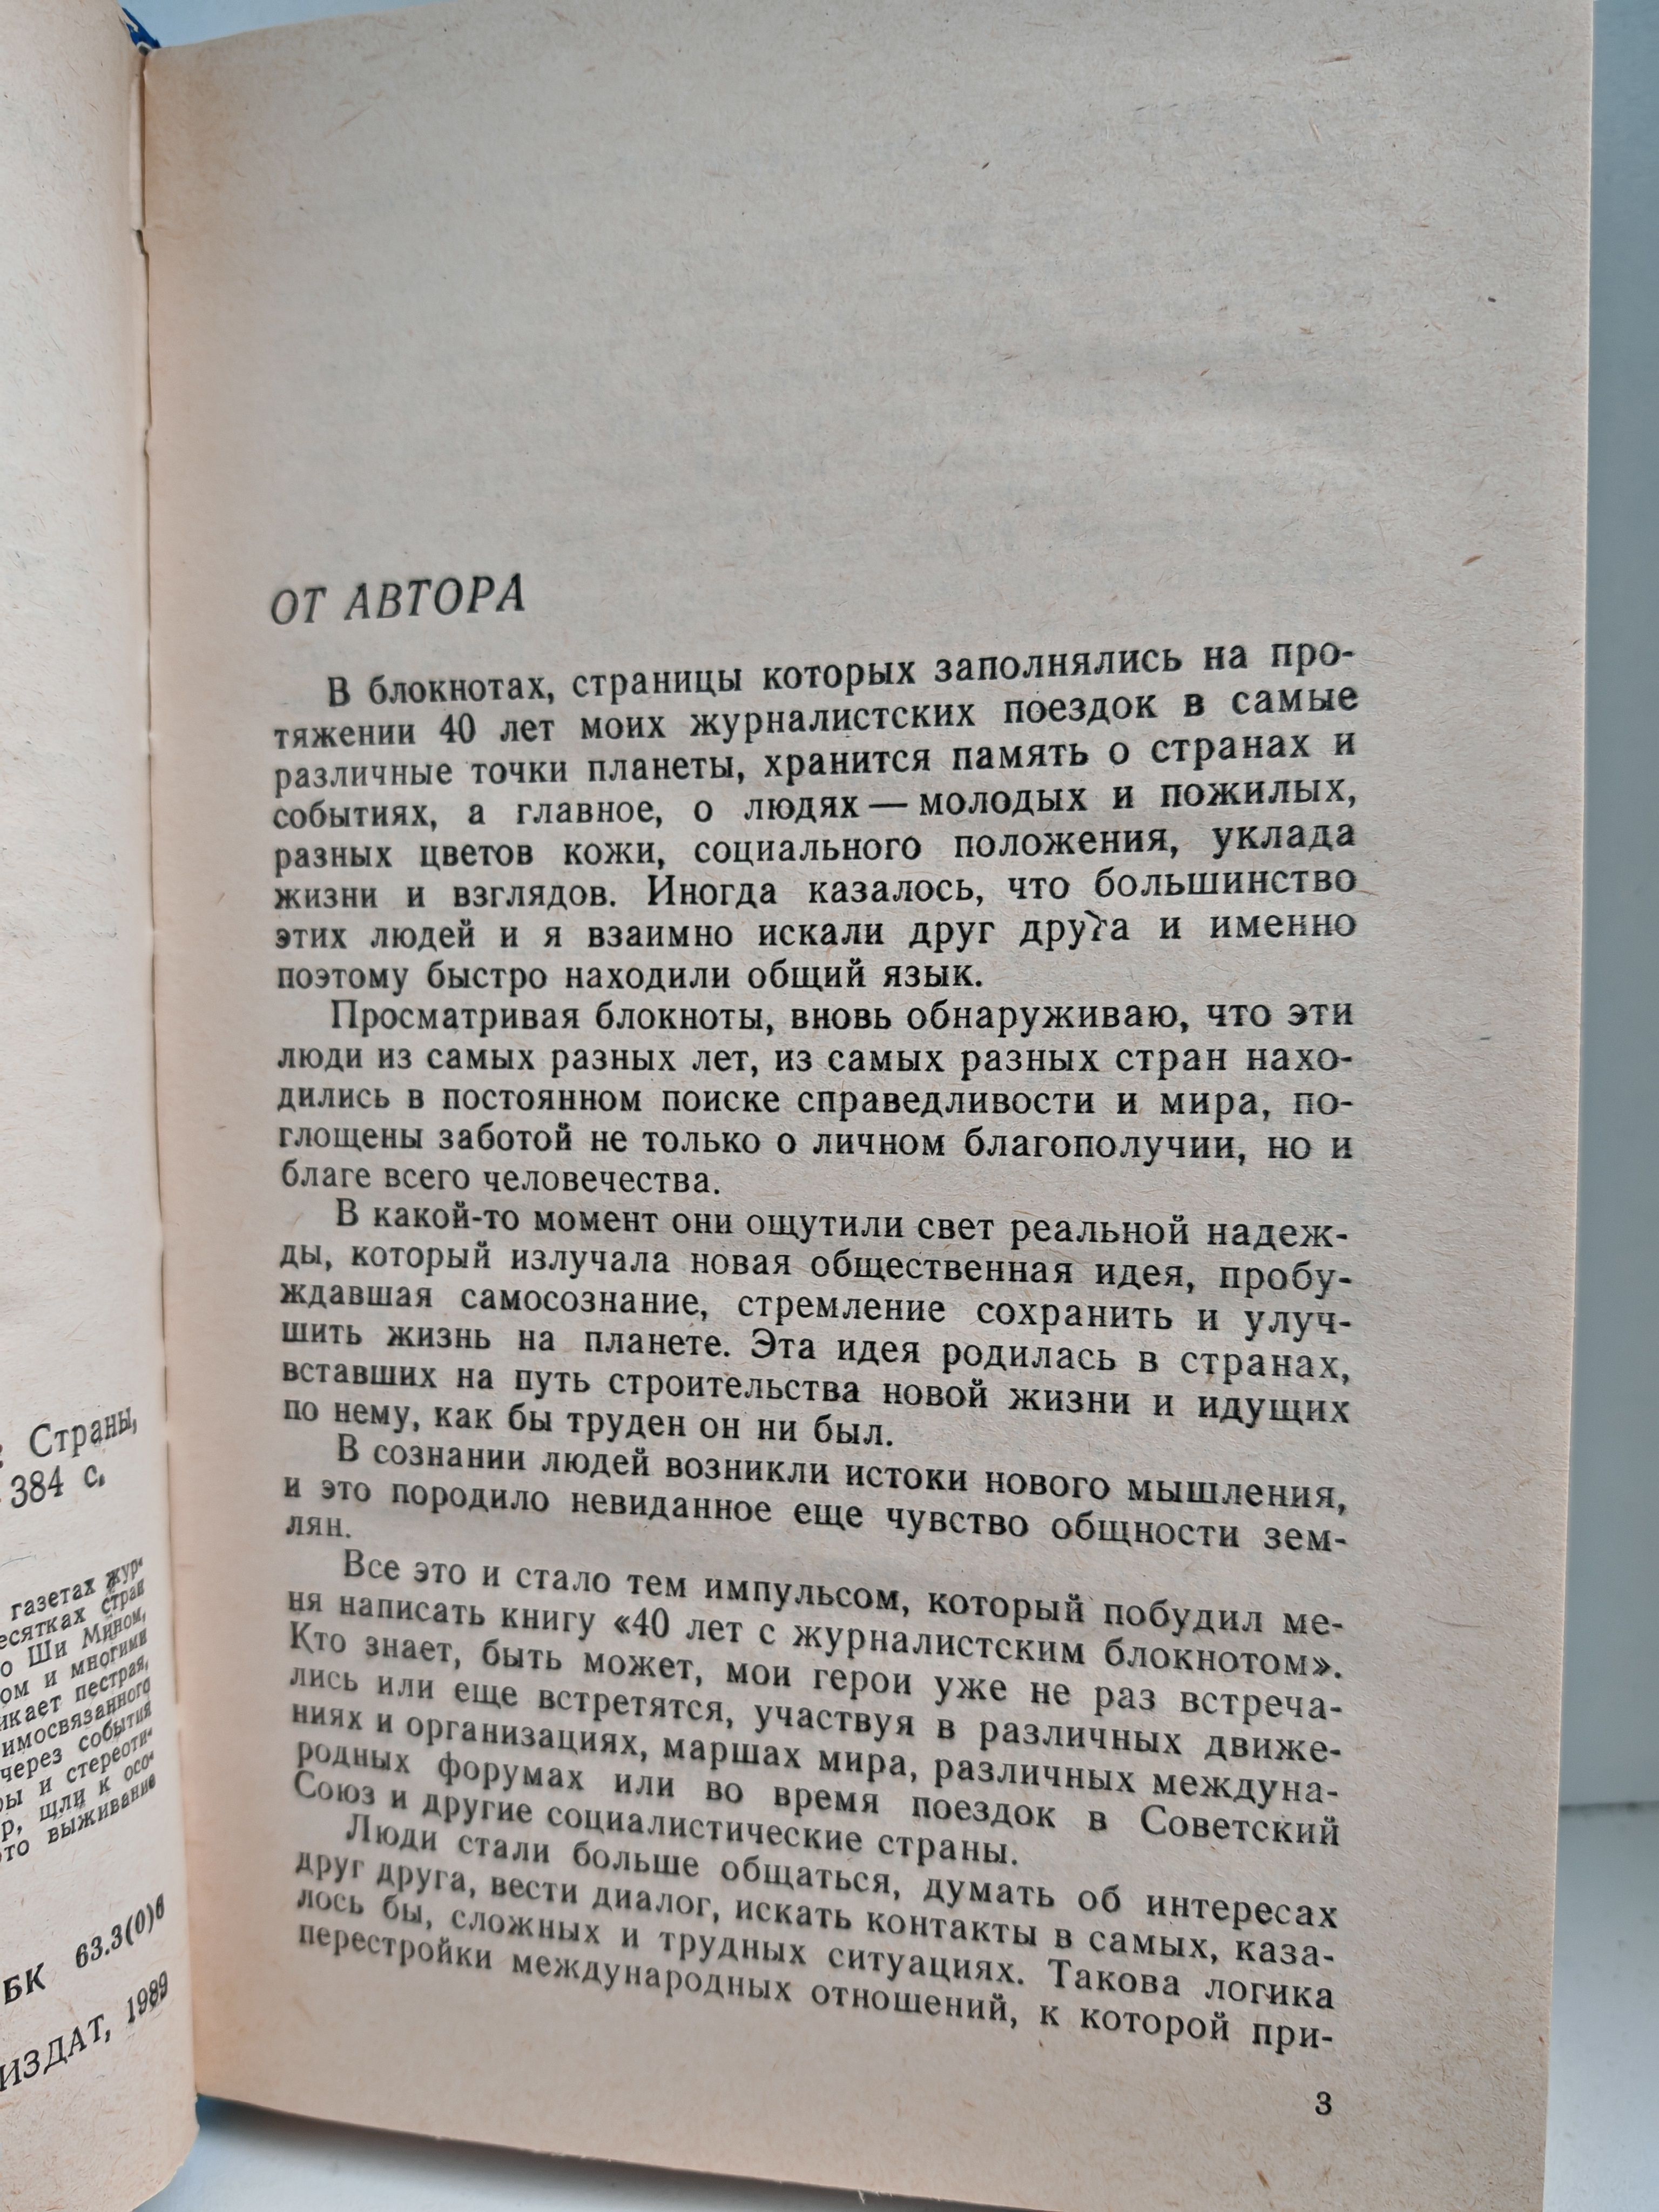 Страны,
384 с.
газетах жур-
стран
о Ши Мином,
ом и многими
пестрая,
через события
ы и стереоти-
р, шли к осо-
выживание
63.3(0)6
1989
ОТ АВТОРА
В блокнотах, страницы которых заполнялись на про-
тяжении 40 лет моих журналистских поездок в самые
различные точки планеты, хранится память о странах и
событиях, а главное, о людях — молодых и пожилых,
разных цветов кожи, социального положения, уклада
жизни и взглядов. Иногда казалось, что большинство
этих людей и я взаимно искали друг друга и именно
поэтому быстро находили общий язык.
Просматривая блокноты, вновь обнаруживаю, что эти
люди из самых разных лет, из самых разных стран нахо-
дились в постоянном поиске справедливости и мира, по-
глощены заботой не только о личном благополучии, но и
благе всего человечества.
В какой-то момент они ощутили свет реальной надеж-
ды, который излучала новая общественная идея, пробу-
ждавшая самосознание, стремление сохранить и улуч-
шить жизнь на планете. Эта идея родилась в странах,
вставших на путь строительства новой жизни и идущих
по нему, как бы труден он ни был.
В сознании людей возникли истоки нового мышления,
и это породило невиданное еще чувство общности зем-
лян.
Все это и стало тем импульсом, который побудил ме-
ня написать книгу «40 лет с журналистским блокнотом».
Кто знает, быть может, мои герои уже не раз встреча-
лись или еще встретятся, участвуя в различных движе-
ниях и организациях, маршах мира, различных междуна-
родных форумах или во время поездок в Советский
Союз и другие социалистические страны.
Люди стали больше общаться, думать об интересах
друг друга, вести диалог, искать контакты в самых, каза-
лось бы, сложных и трудных ситуациях. Такова логика
перестройки международных отношений, к которой при-
3